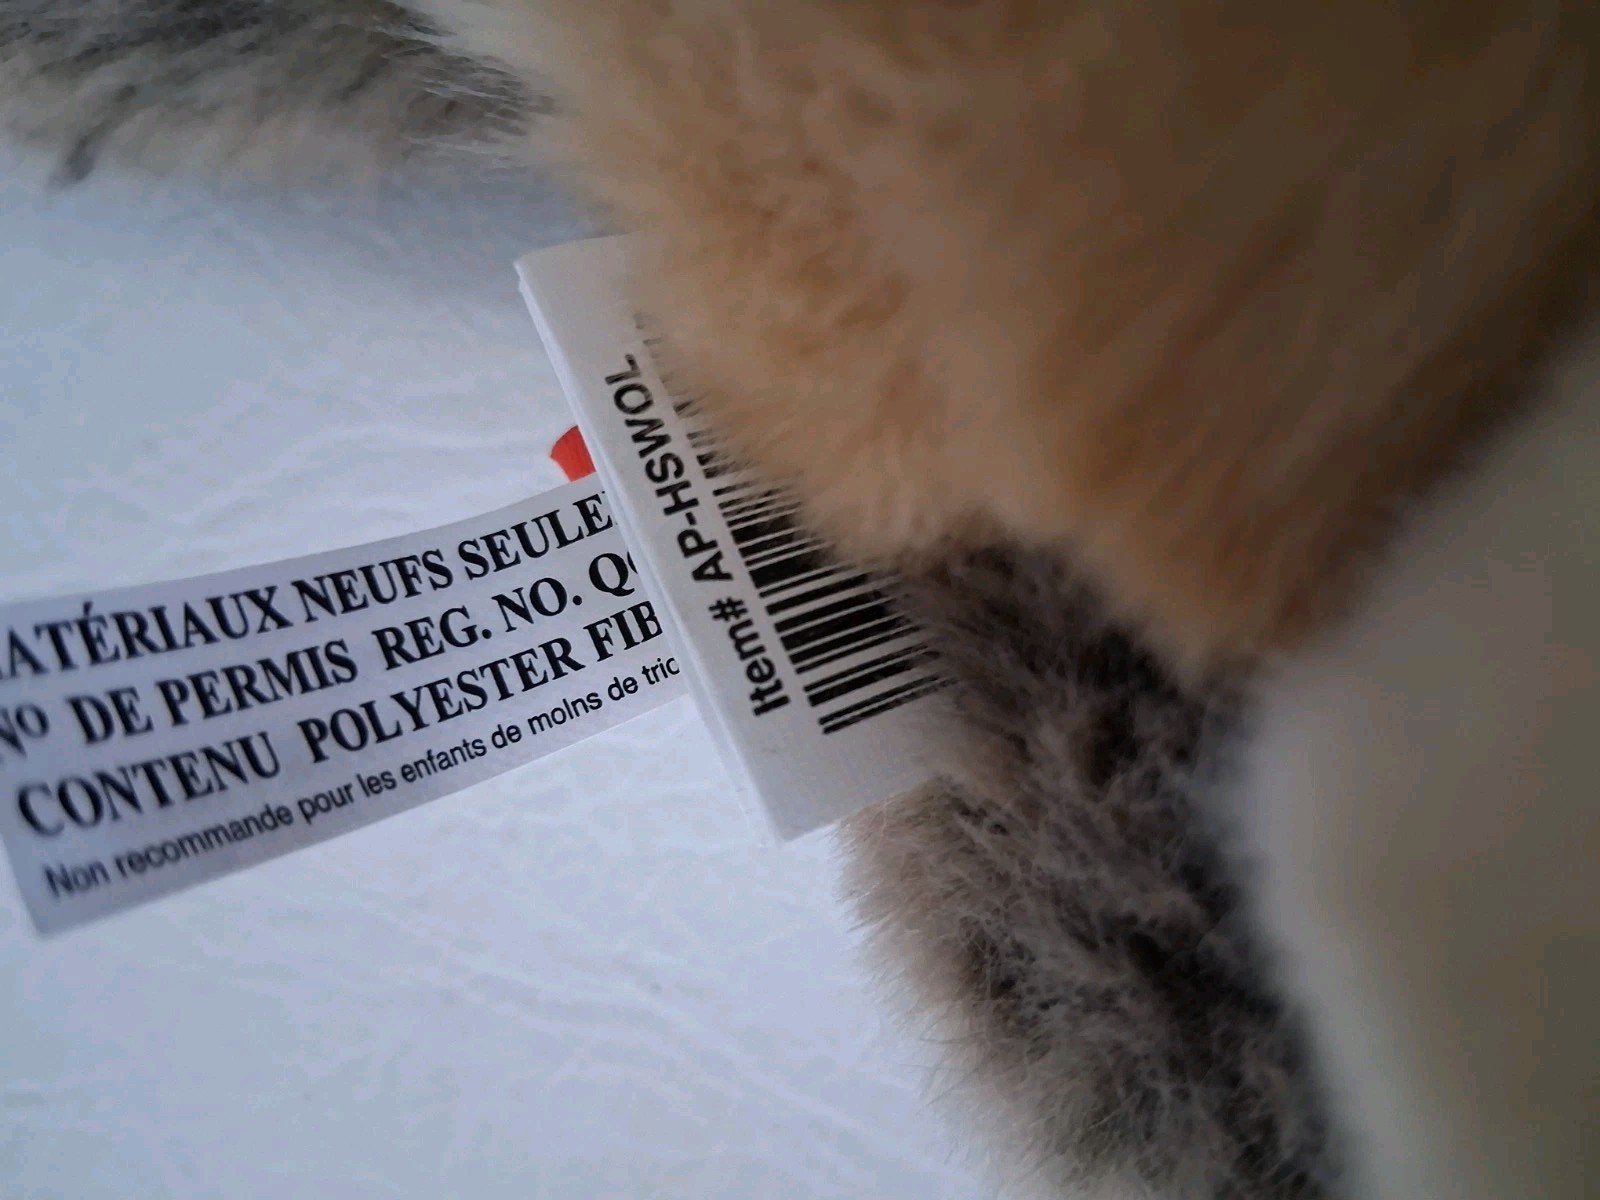 MATÉRIAUX NEUFS SEULE
Nº DE PERMIS REG. NO.
CONTENU POLYESTER FIB
Non recommande pour les enfants de moins de
Item# AP-HSWOL